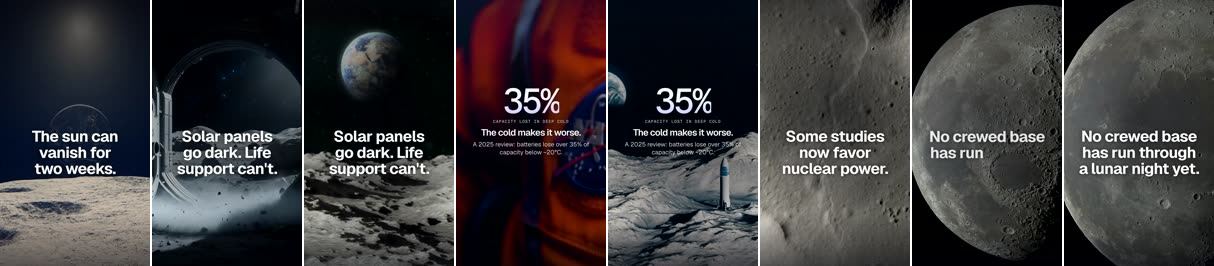 The sun can
vanish for
two weeks.
Solar panels
go dark. Life
support can't.
Solar panels
go dark. Life
support can't.
35%
CAPACITY LOST IN DEEP COLD
The cold makes it worse.
A 2025 review: batteries lose over 35% of
capacity below −20°C.
35%
CAPACITY LOST IN DEEP COLD
The cold makes it worse.
A 2025 review: batteries lose over 35% of
capacity below −20°C.
Some studies
now favor
nuclear power.
No crewed base
has run
No crewed base
has run through
a lunar night yet.